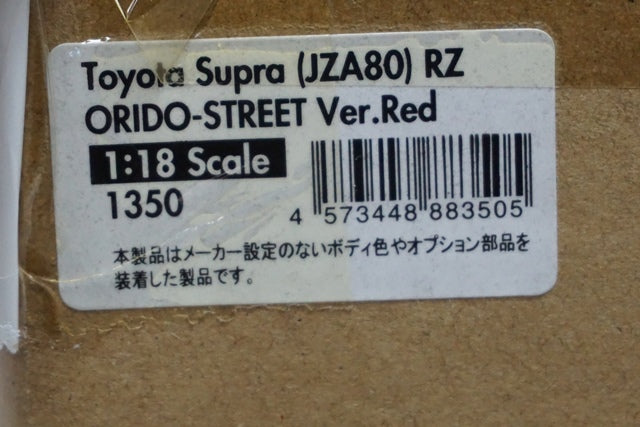 Toyota Supra (JZA80) RZ
ORIDO-STREET Ver.Red
1:18 Scale
1350
4 573448 883505
本製品はメーカー設定のないボディ色やオプション部品を
装着した製品です。